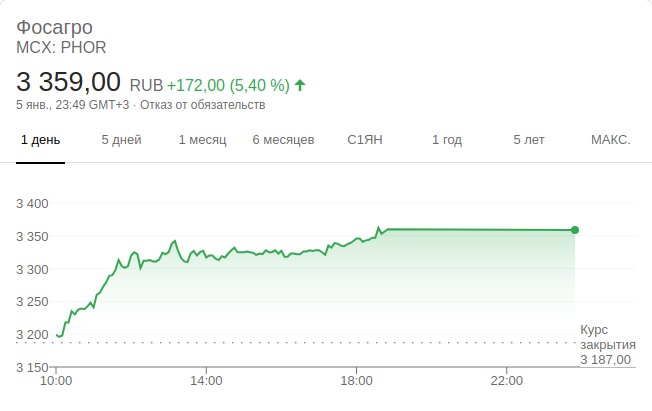 Фосагро
MCX: PHOR
3 359,00 RUB +172,00 (5,40 %)
5 янв., 23:49 GMT+3 · Отказ от обязательств
1 день 5 дней 1 месяц 6 месяцев С1ЯН 1 год 5 лет МАКС.
3 400
3 350
3 300
3 250
3 200
3 150
Курс
закрытия
3 187,00
10:00 14:00 18:00 22:00